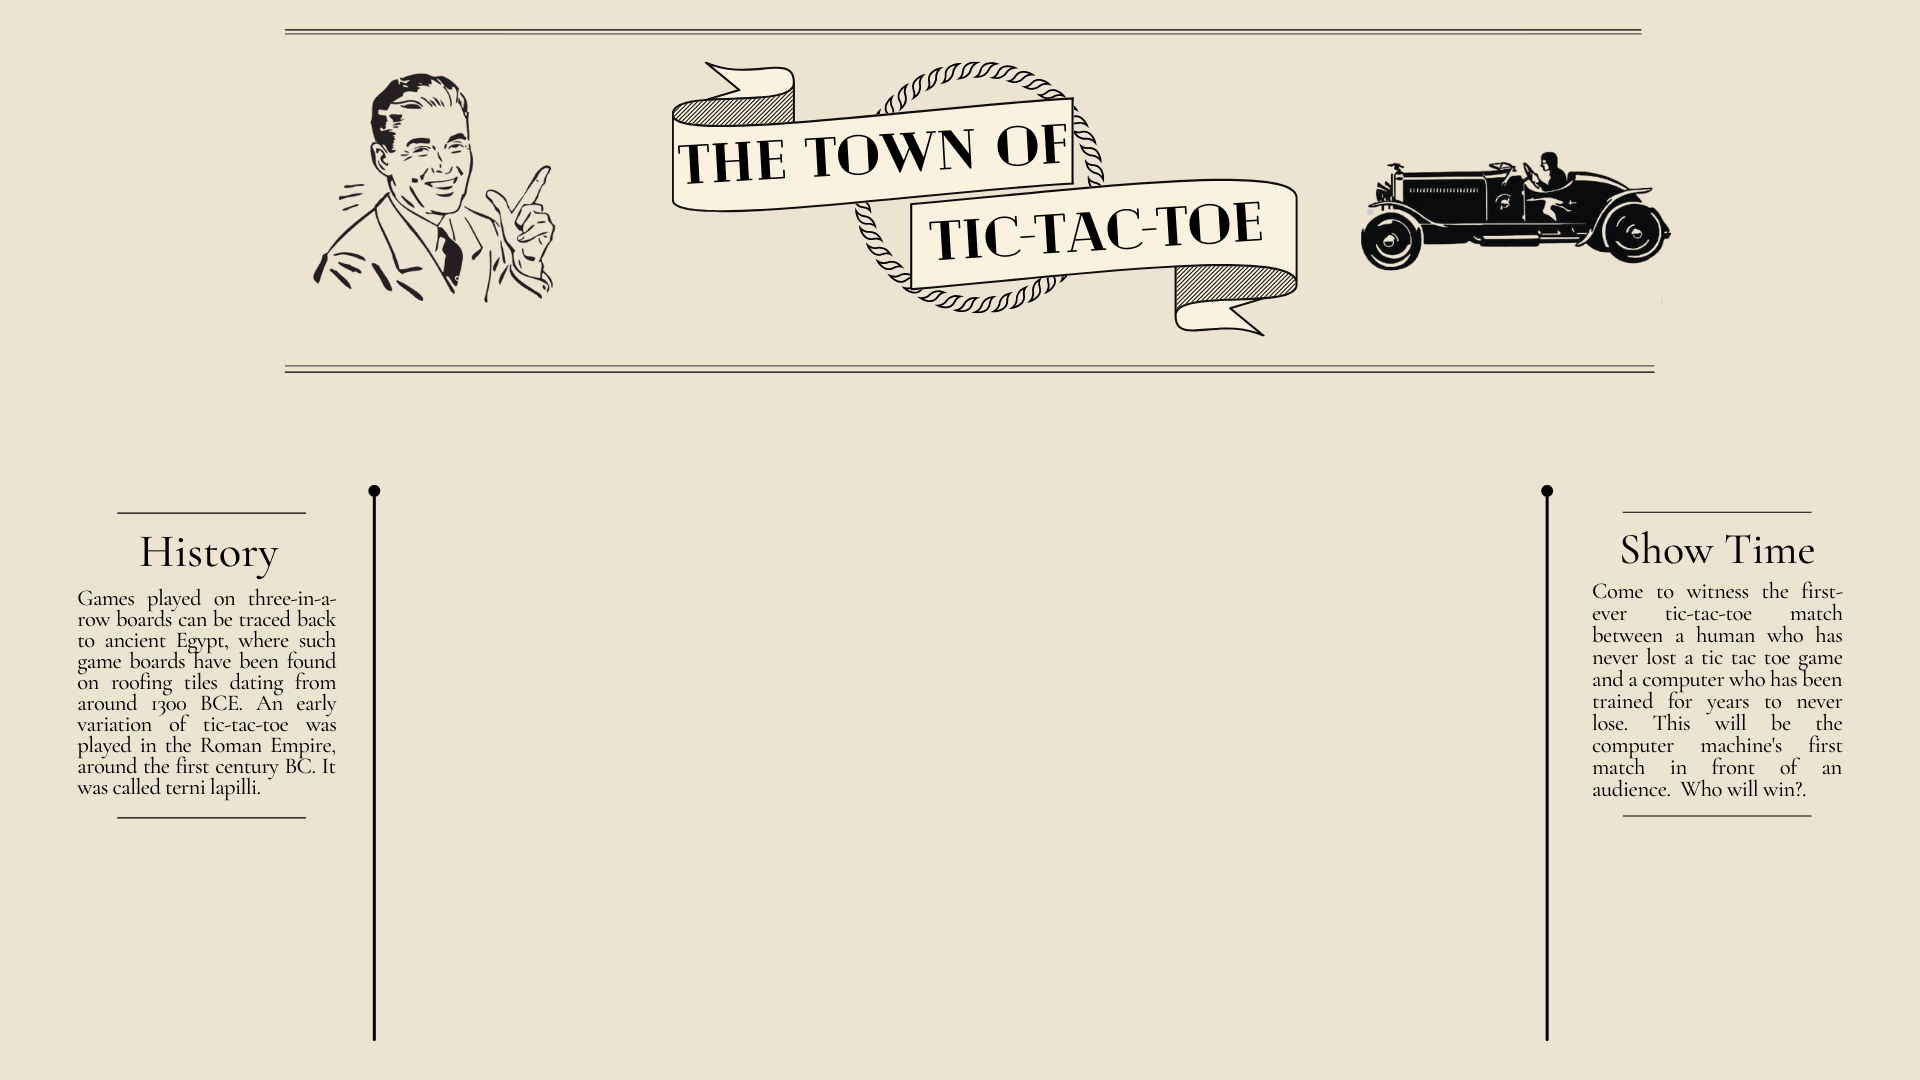 THE TOWN OF
TIC-TAC-TOE
History
Games played on three-in-a-
row boards can be traced back
to ancient Egypt, where such
game boards have been found
on roofing tiles dating from
around 1300 BCE. An early
variation of tic-tac-toe was
played in the Roman Empire,
around the first century BC. It
was called terni lapilli.
Show Time
Come to witness the first-
ever tic-tac-toe match
between a human who has
never lost a tic tac toe game
and a computer who has been
trained for years to never
lose. This will be the
computer machine's first
match in front of an
audience. Who will win?.